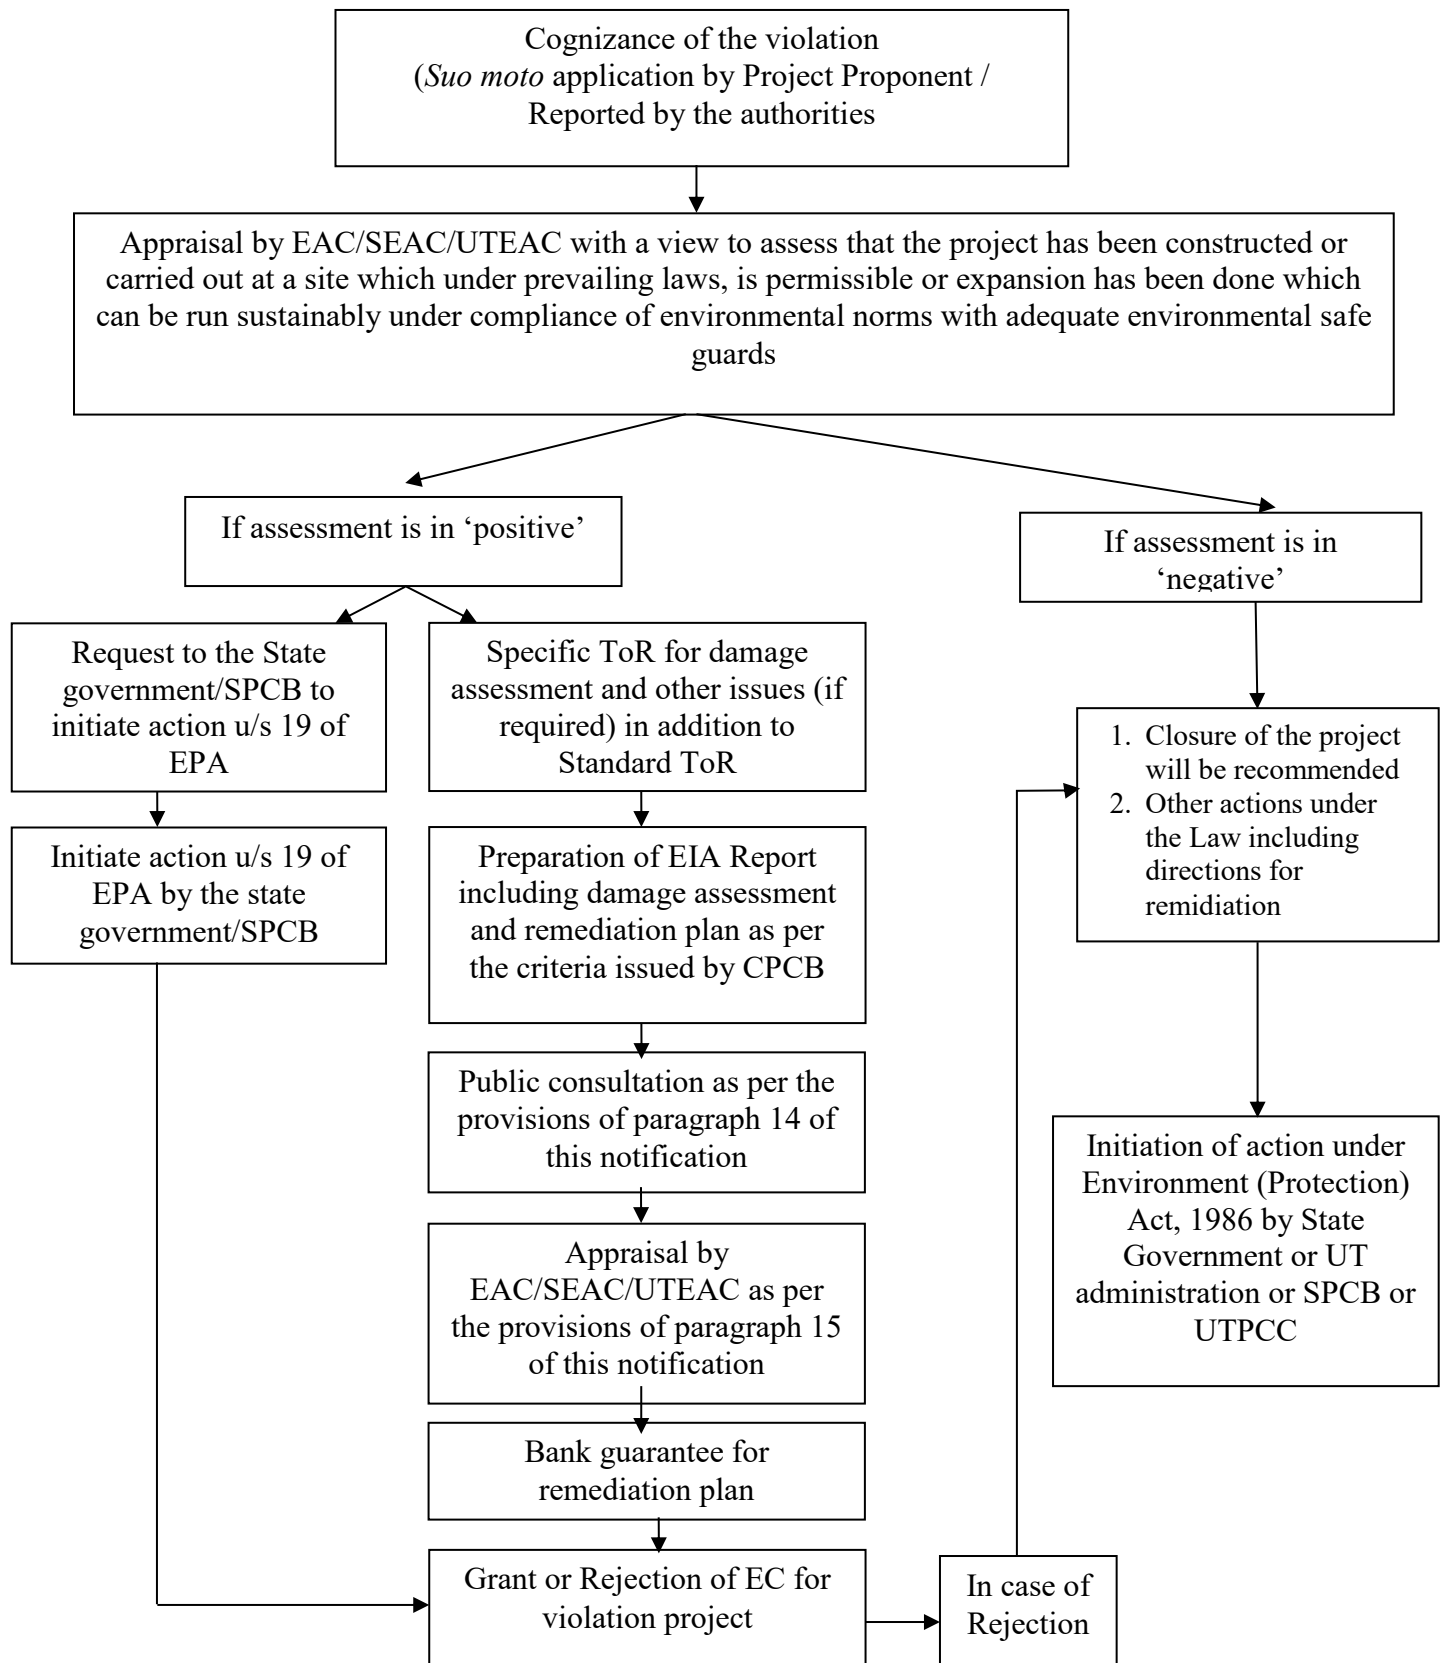 Cognizance of the violation
(Suo moto application by Project Proponent /
Reported by the authorities
Appraisal by EAC/SEAC/UTEAC with a view to assess that the project has been constructed or
carried out at a site which under prevailing laws, is permissible or expansion has been done which
can be run sustainably under compliance of environmental norms with adequate environmental safe
guards
If assessment is in ‘positive’
If assessment is in
‘negative’
Request to the State
government/SPCB to
initiate action u/s 19 of
EPA
Specific ToR for damage
assessment and other issues (if
required) in addition to
Standard ToR
1. Closure of the project
will be recommended
2. Other actions under
the Law including
directions for
remidiation
Initiate action u/s 19 of
EPA by the state
government/SPCB
Preparation of EIA Report
including damage assessment
and remediation plan as per
the criteria issued by CPCB
Public consultation as per the
provisions of paragraph 14 of
this notification
Initiation of action under
Environment (Protection)
Act, 1986 by State
Government or UT
administration or SPCB or
UTPCC
Appraisal by
EAC/SEAC/UTEAC as per
the provisions of paragraph 15
of this notification
Bank guarantee for
remediation plan
Grant or Rejection of EC for
violation project
In case of
Rejection